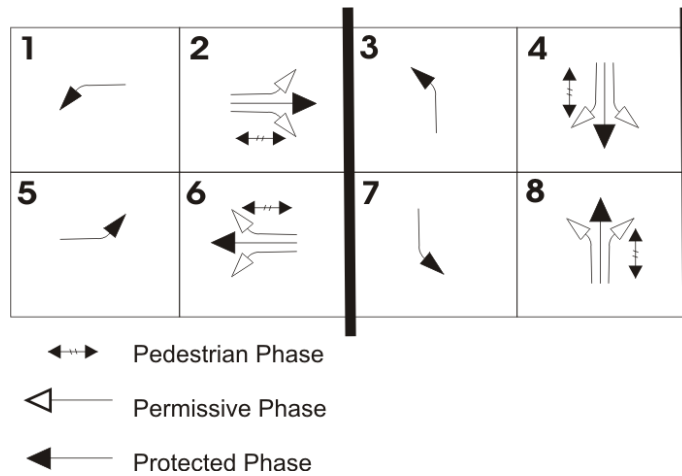 1 2 3 4
5 6 7 8
Pedestrian Phase
Permissive Phase
Protected Phase